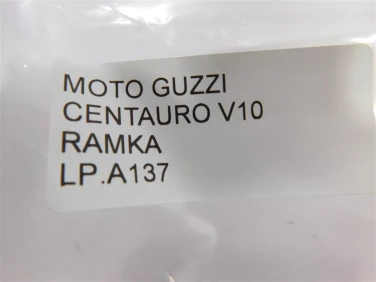 MOTO GUZZI
CENTAURO V10
RAMKA
LP.A137